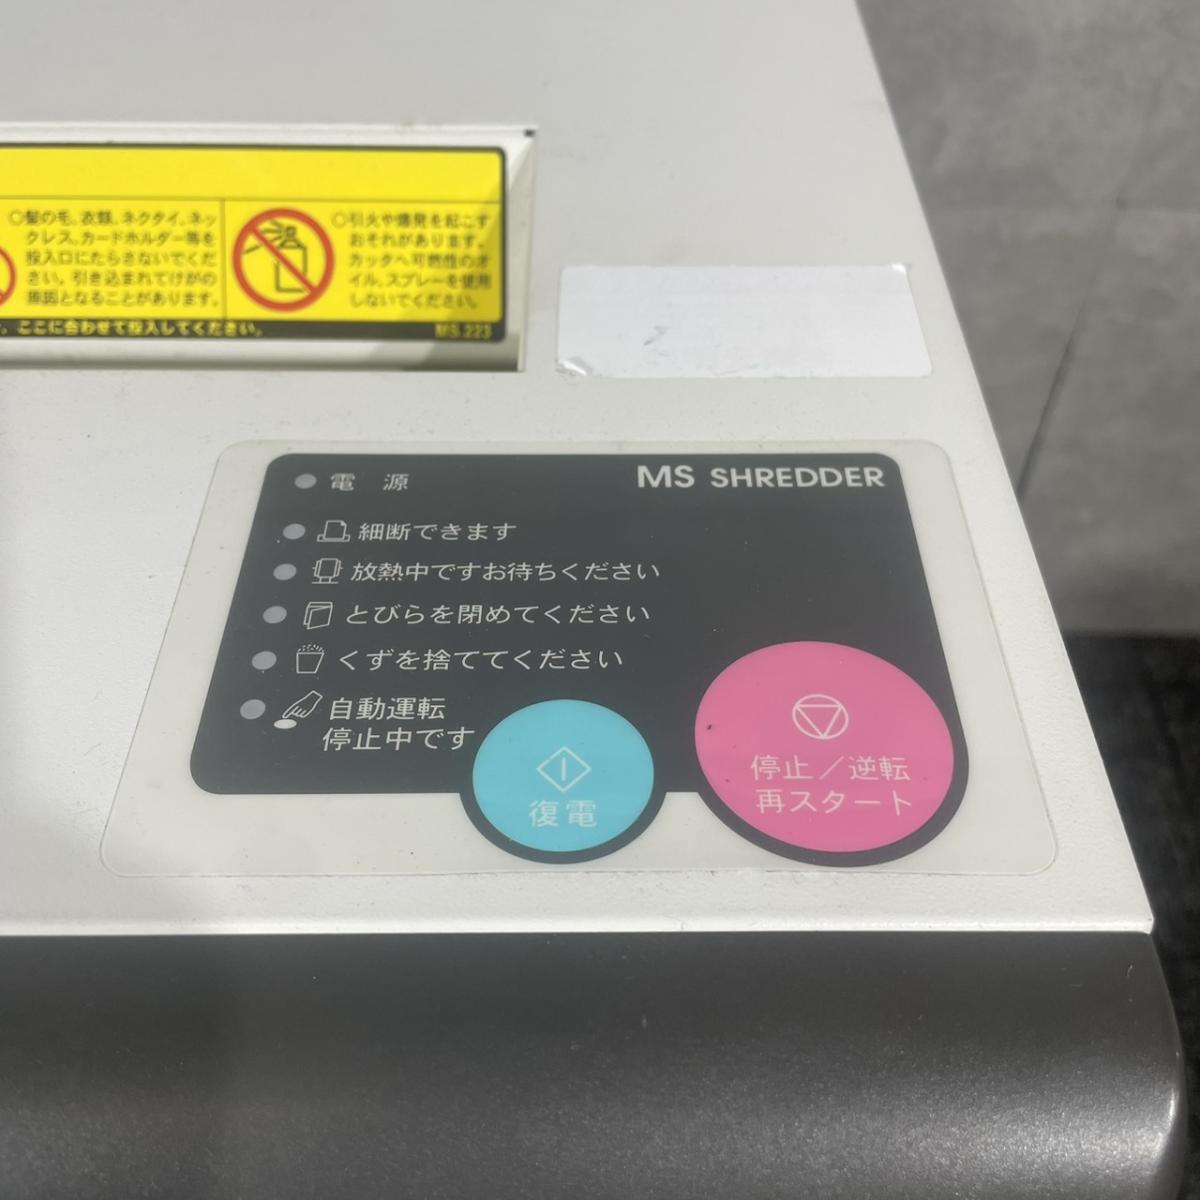 ○髪の毛、衣類、ネクタイ、ネッ
クレス、カードホルダー等を
投入口にたらさないでくだ
さい。引き込まれてけがの
原因となることがあります。
○引火や爆発を起こす
おそれがあります。
カッタへ可燃性のオ
イル、スプレーを使用
しないでください。
ここに合わせて投入してください。
MS.223
MS SHREDDER
電 源
細断できます
放熱中ですお待ちください
とびらを閉めてください
くずを捨ててください
自動運転
停止中です
復電
停止／逆転
再スタート